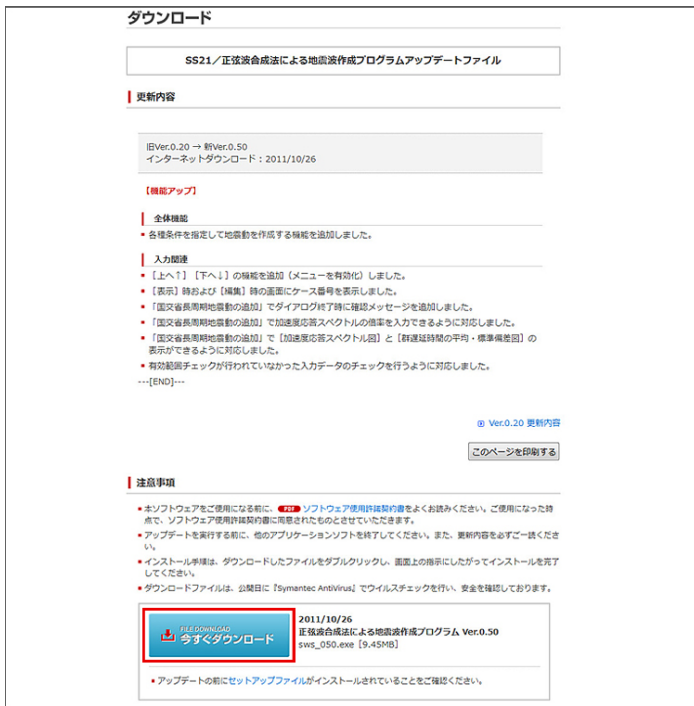 ダウンロード
SS21／正弦波合成法による地震波作成プログラムアップデートファイル
更新内容
旧Ver.0.20 → 新Ver.0.50
インターネットダウンロード：2011/10/26
【機能アップ】
全体機能
各種条件を指定して地震動を作成する機能を追加しました。
入力関連
［上へ↑］［下へ↓］の機能を追加（メニューを有効化）しました。
［表示］時および［編集］時の画面にケース番号を表示しました。
「国交省長周期地震動の追加」でダイアログ終了時に確認メッセージを追加しました。
「国交省長周期地震動の追加」で加速度応答スペクトルの倍率を入力できるように対応しました。
「国交省長周期地震動の追加」で［加速度応答スペクトル図］と［群遅延時間の平均・標準偏差図］の
表示ができるように対応しました。
有効範囲チェックが行われていなかった入力データのチェックを行うように対応しました。
---[END]---
Ver.0.20 更新内容
このページを印刷する
注意事項
本ソフトウェアをご使用になる前に、PDF ソフトウェア使用許諾契約書をよくお読みください。ご使用になった時
点で、ソフトウェア使用許諾契約書に同意されたものとさせていただきます。
アップデートを実行する前に、他のアプリケーションソフトを終了してください。また、更新内容を必ずご一読くださ
い。
インストール手順は、ダウンロードしたファイルをダブルクリックし、画面上の指示にしたがってインストールを完了
してください。
ダウンロードファイルは、公開日に『Symantec AntiVirus』でウイルスチェックを行い、安全を確認しております。
FILE DOWNLOAD
今すぐダウンロード
2011/10/26
正弦波合成法による地震波作成プログラム Ver.0.50
sws_050.exe［9.45MB］
アップデートの前にセットアップファイルがインストールされていることをご確認ください。